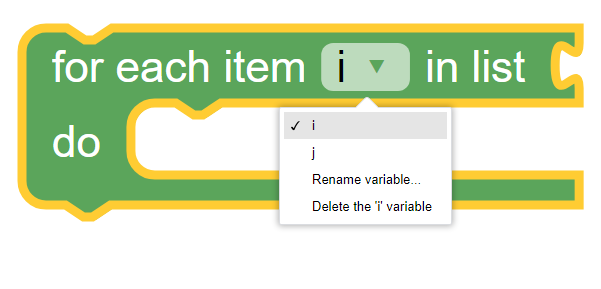 for each item i ▼ in list
do
✓ i
j
Rename variable...
Delete the 'i' variable